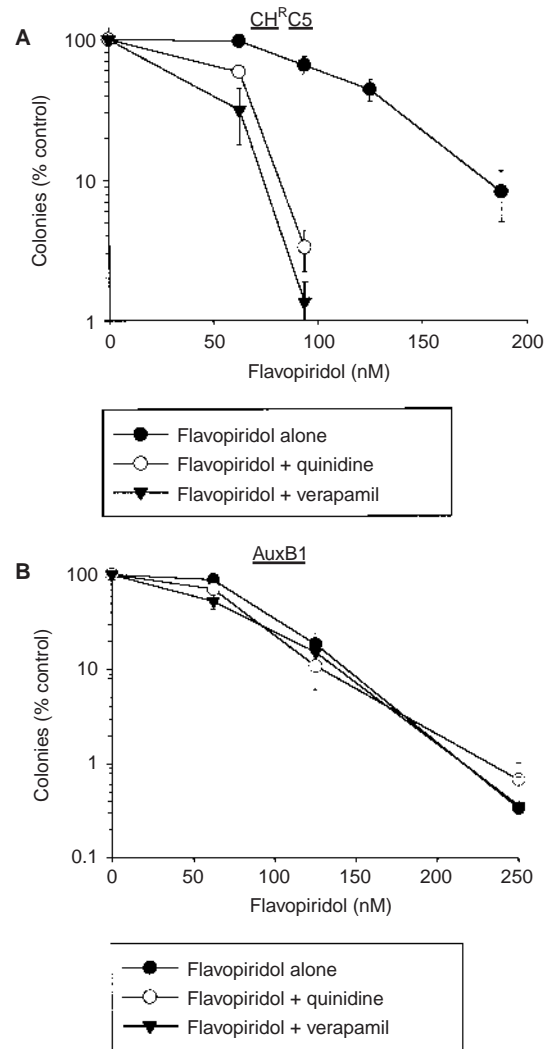 A
CHᴿC5
100
10
1
Colonies (% control)
0 50 100 150 200
Flavopiridol (nM)
Flavopiridol alone
Flavopiridol + quinidine
Flavopiridol + verapamil
B
AuxB1
100
10
1
0.1
Colonies (% control)
0 50 100 150 200 250
Flavopiridol (nM)
Flavopiridol alone
Flavopiridol + quinidine
Flavopiridol + verapamil